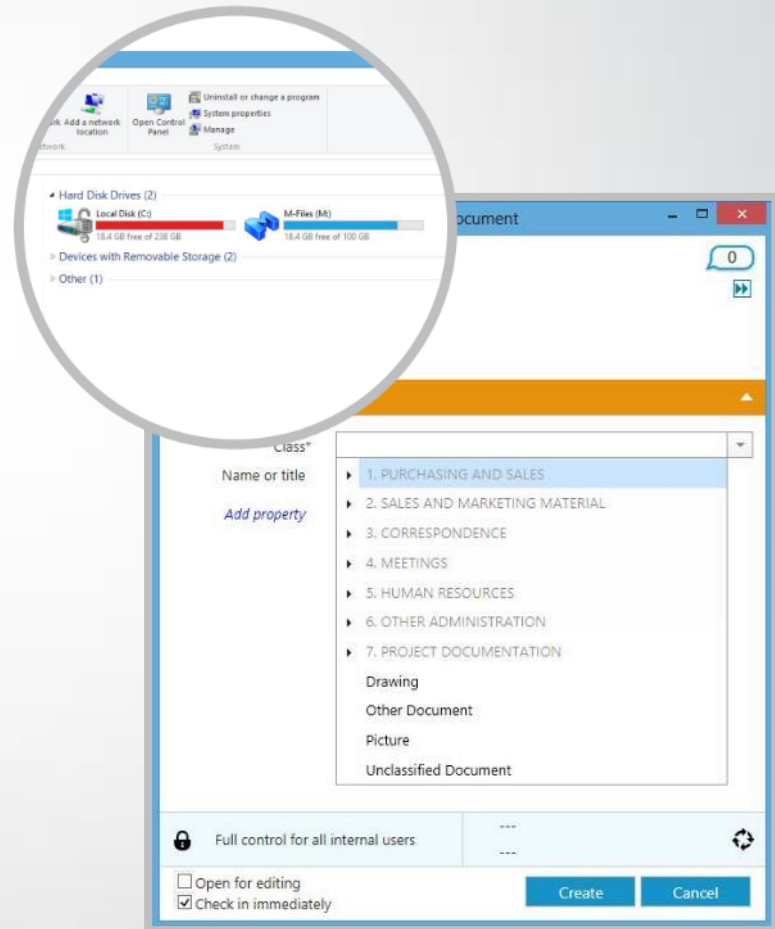 Add a network location
Open Control Panel
Uninstall or change a program
System properties
Manage
System
Hard Disk Drives (2)
Local Disk (C:)
18.4 GB free of 238 GB
M-Files (M:)
18.4 GB free of 100 GB
Devices with Removable Storage (2)
Other (1)
0
Class*
Name or title
Add property
1. PURCHASING AND SALES
2. SALES AND MARKETING MATERIAL
3. CORRESPONDENCE
4. MEETINGS
5. HUMAN RESOURCES
6. OTHER ADMINISTRATION
7. PROJECT DOCUMENTATION
Drawing
Other Document
Picture
Unclassified Document
Full control for all internal users
---
---
Open for editing
Check in immediately
Create
Cancel